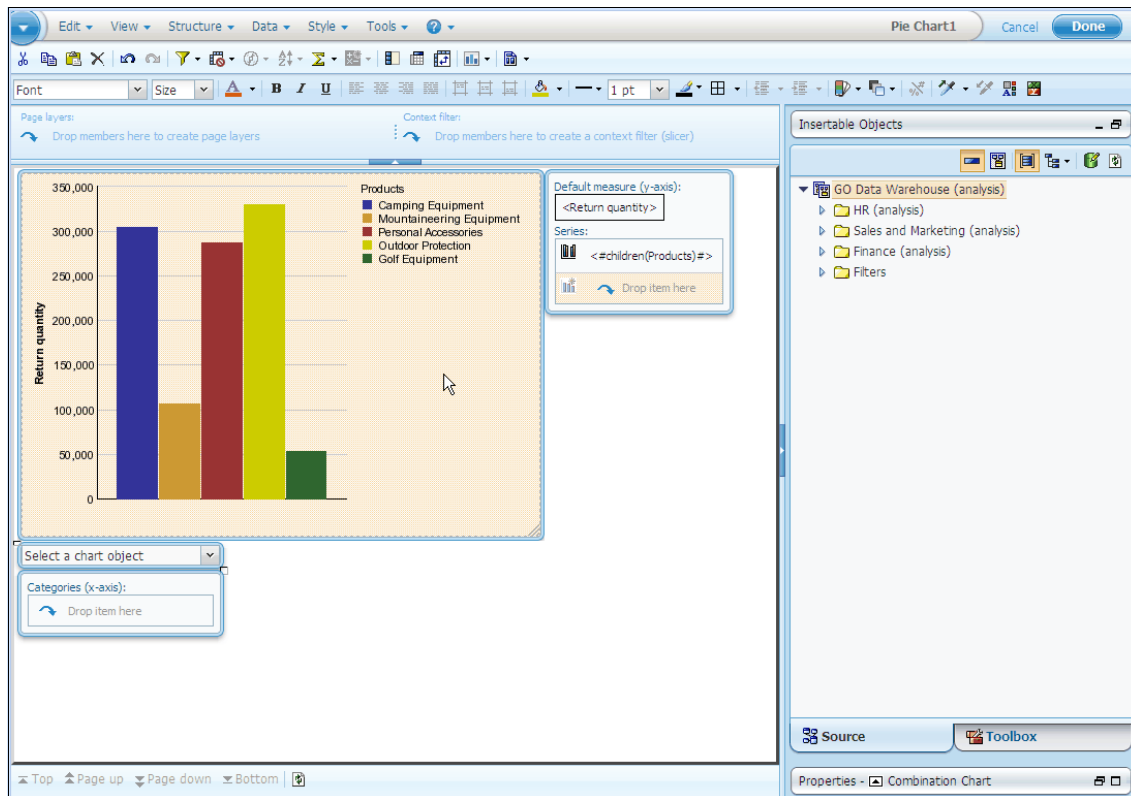 Edit View Structure Data Style Tools Pie Chart1 Cancel Done
Font Size A B I U 1 pt
Page layers:
Drop members here to create page layers
Context filter:
Drop members here to create a context filter (slicer)
350,000
300,000
250,000
200,000
150,000
100,000
50,000
0
Return quantity
Products
Camping Equipment
Mountaineering Equipment
Personal Accessories
Outdoor Protection
Golf Equipment
Default measure (y-axis):
<Return quantity>
Series:
<#children(Products)#>
Drop item here
Select a chart object
Categories (x-axis):
Drop item here
Top Page up Page down Bottom
Insertable Objects
GO Data Warehouse (analysis)
HR (analysis)
Sales and Marketing (analysis)
Finance (analysis)
Filters
Source Toolbox
Properties - Combination Chart